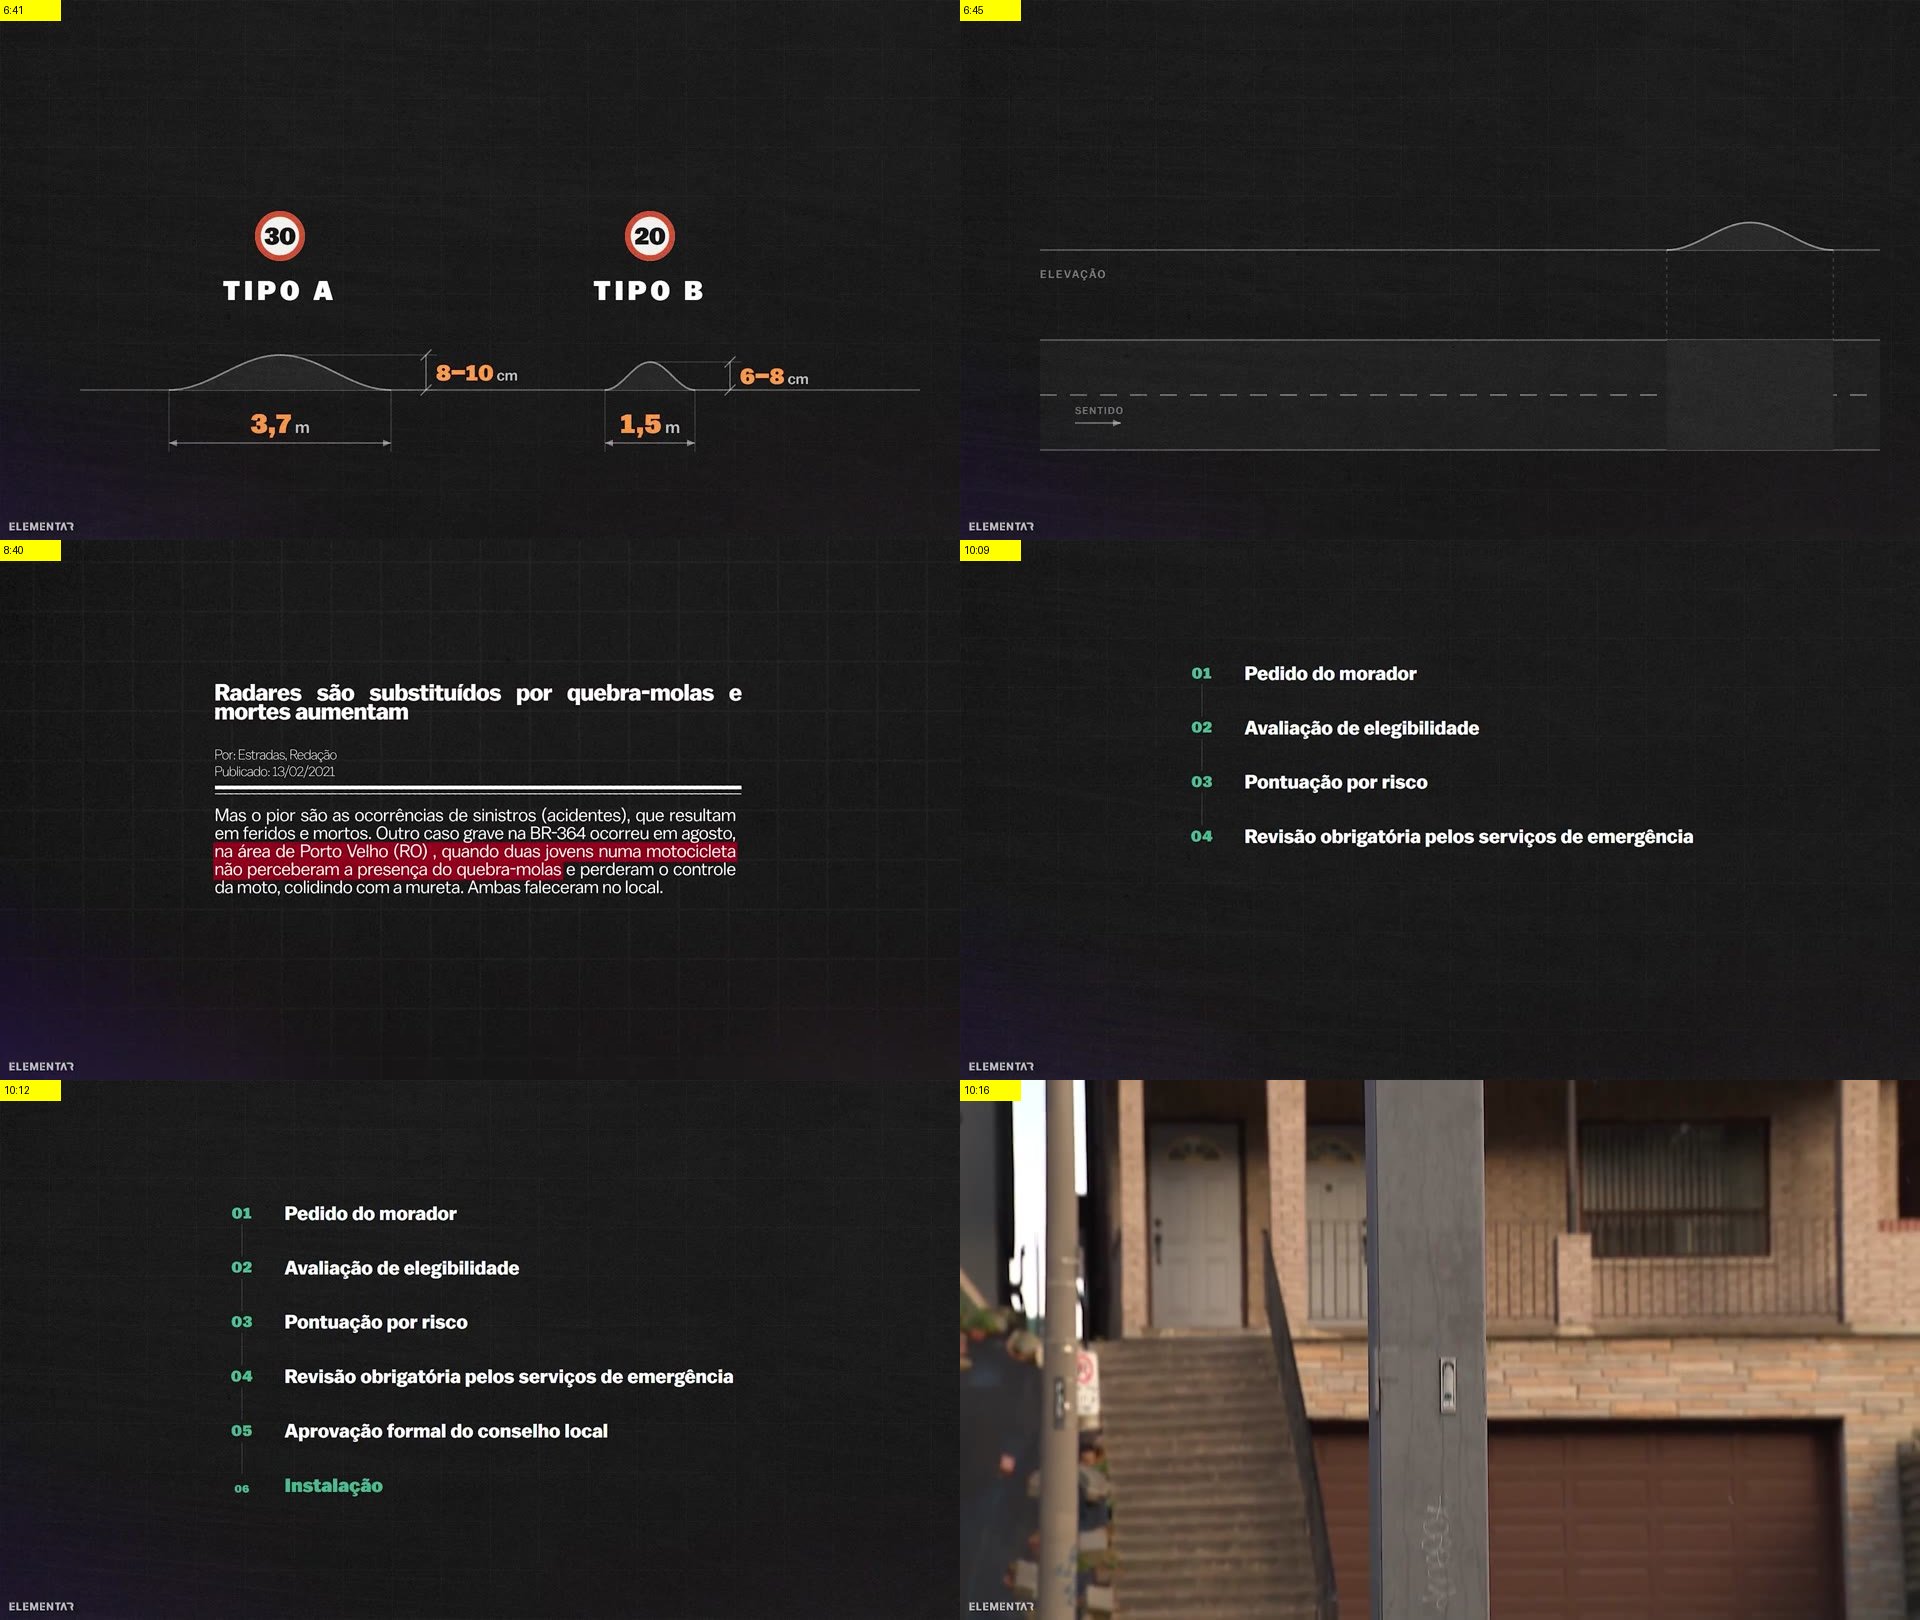 6:41
30
TIPO A
20
TIPO B
8–10 cm
3,7 m
6–8 cm
1,5 m
ELEMENTAR
6:45
ELEVAÇÃO
SENTIDO
ELEMENTAR
8:40
Radares são substituídos por quebra-molas e
mortes aumentam
Por: Estradas, Redação
Publicado: 13/02/2021
Mas o pior são as ocorrências de sinistros (acidentes), que resultam
em feridos e mortos. Outro caso grave na BR-364 ocorreu em agosto,
na área de Porto Velho (RO) , quando duas jovens numa motocicleta
não perceberam a presença do quebra-molas e perderam o controle
da moto, colidindo com a mureta. Ambas faleceram no local.
ELEMENTAR
10:09
01 Pedido do morador
02 Avaliação de elegibilidade
03 Pontuação por risco
04 Revisão obrigatória pelos serviços de emergência
ELEMENTAR
10:12
01 Pedido do morador
02 Avaliação de elegibilidade
03 Pontuação por risco
04 Revisão obrigatória pelos serviços de emergência
05 Aprovação formal do conselho local
06 Instalação
ELEMENTAR
10:16
ELEMENTAR